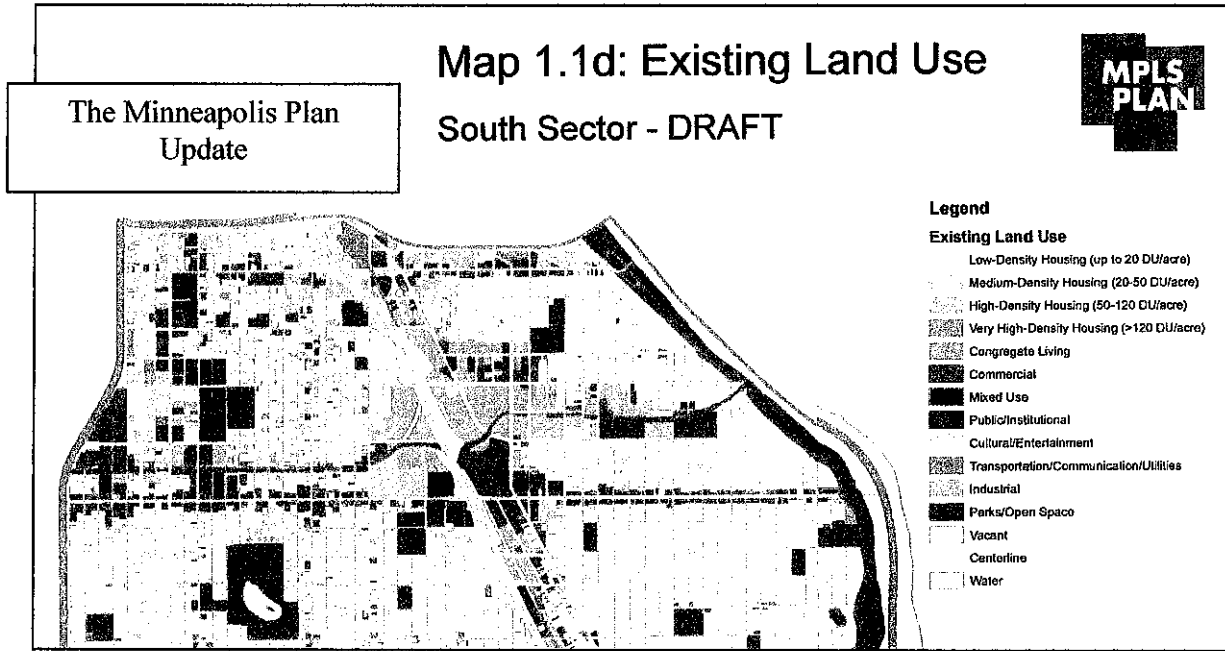 Map 1.1d: Existing Land Use
South Sector - DRAFT
MPLS
PLAN
The Minneapolis Plan
Update
Legend
Existing Land Use
Low-Density Housing (up to 20 DU/acre)
Medium-Density Housing (20-50 DU/acre)
High-Density Housing (50-120 DU/acre)
Very High-Density Housing (>120 DU/acre)
Congregate Living
Commercial
Mixed Use
Public/Institutional
Cultural/Entertainment
Transportation/Communication/Utilities
Industrial
Parks/Open Space
Vacant
Centerline
Water